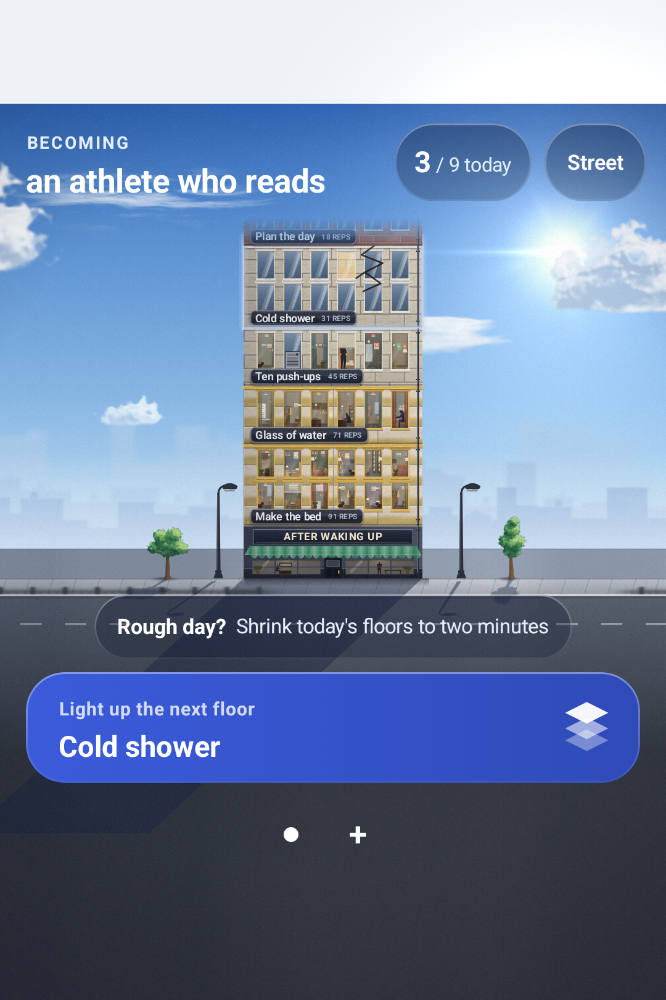 BECOMING
an athlete who reads
3 / 9 today
Street
Plan the day 18 REPS
Cold shower 31 REPS
Ten push-ups 45 REPS
Glass of water 71 REPS
Make the bed 91 REPS
AFTER WAKING UP
Rough day? Shrink today's floors to two minutes
Light up the next floor
Cold shower